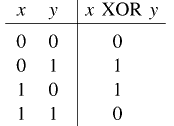 x y x XOR y
0 0 0
0 1 1
1 0 1
1 1 0